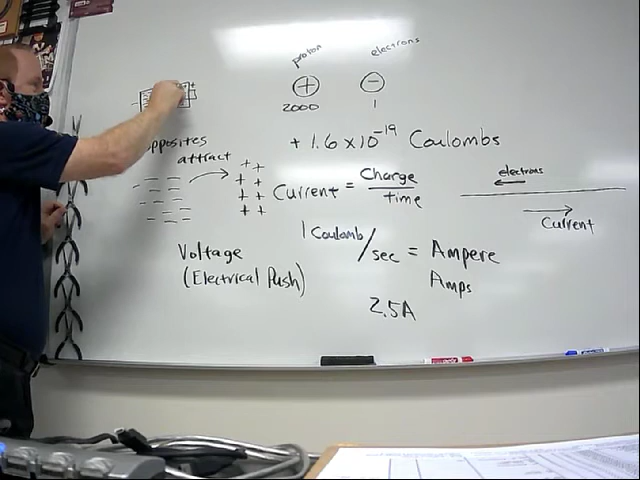 proton
electrons
+
-
2000
1
+ 1.6 x 10^-19 Coulombs
opposites
attract
Current = Charge / time
electrons
Current
1 Coulomb / sec = Ampere
Amps
Voltage
(Electrical Push)
2.5A